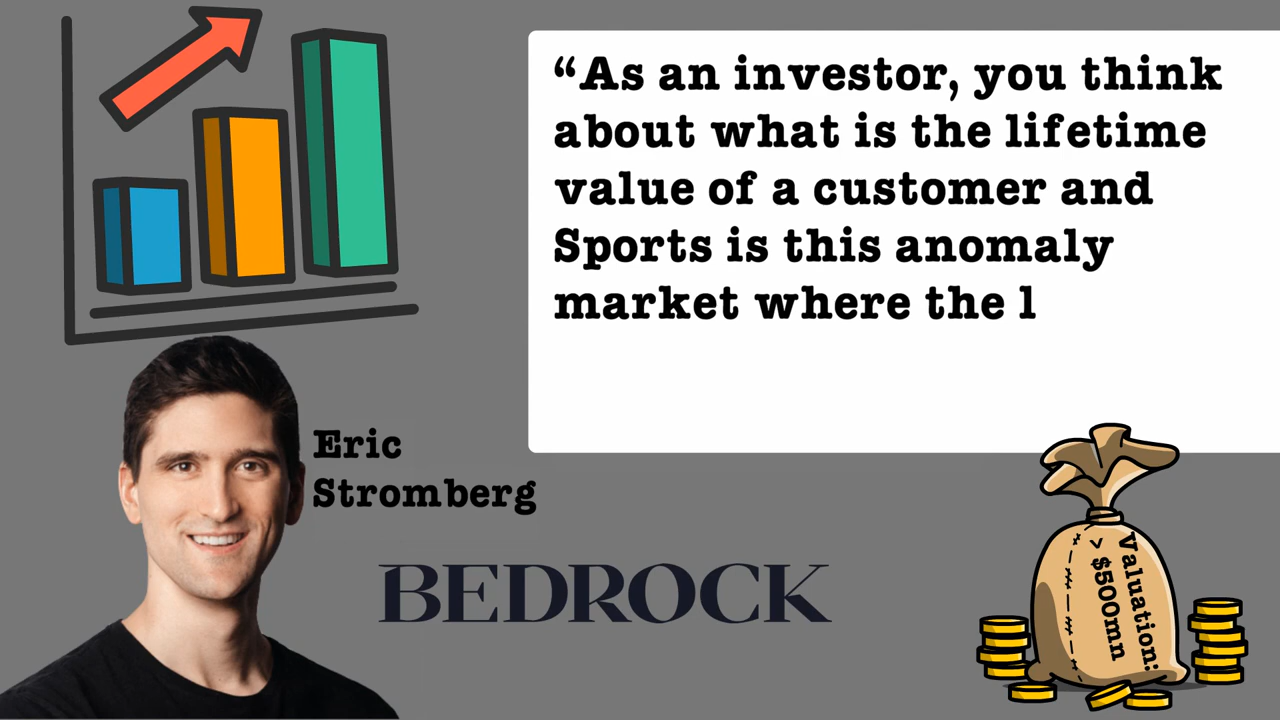 “As an investor, you think
about what is the lifetime
value of a customer and
Sports is this anomaly
market where the l
Eric
Stromberg
BEDROCK
Valuation:
> $500mn